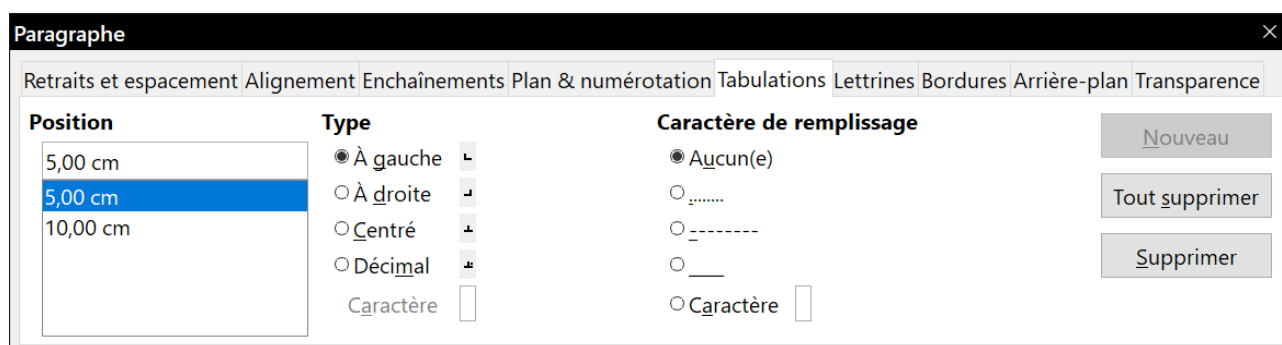 Paragraphe
Retraits et espacement Alignement Enchaînements Plan & numérotation Tabulations Lettrines Bordures Arrière-plan Transparence
Position Type Caractère de remplissage Nouveau
5,00 cm À gauche Aucun(e)
5,00 cm À droite ........ Tout supprimer
10,00 cm Centré --------
Décimal ____ Supprimer
Caractère Caractère